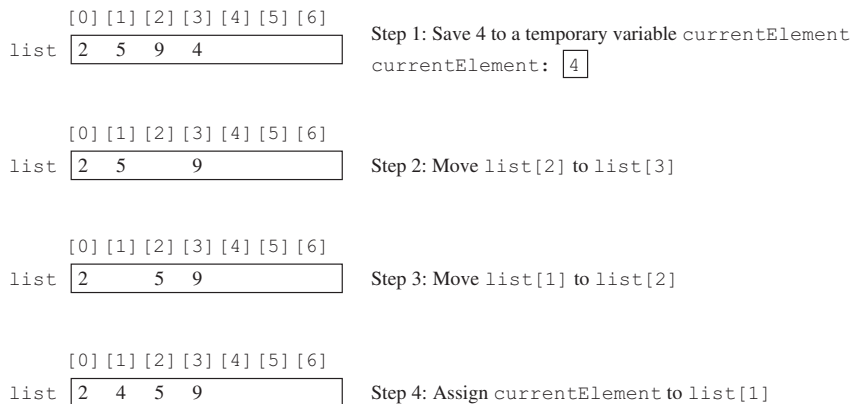 [0][1][2][3][4][5][6]
list 2 5 9 4
Step 1: Save 4 to a temporary variable currentElement
currentElement: 4
[0][1][2][3][4][5][6]
list 2 5 9
Step 2: Move list[2] to list[3]
[0][1][2][3][4][5][6]
list 2 5 9
Step 3: Move list[1] to list[2]
[0][1][2][3][4][5][6]
list 2 4 5 9
Step 4: Assign currentElement to list[1]